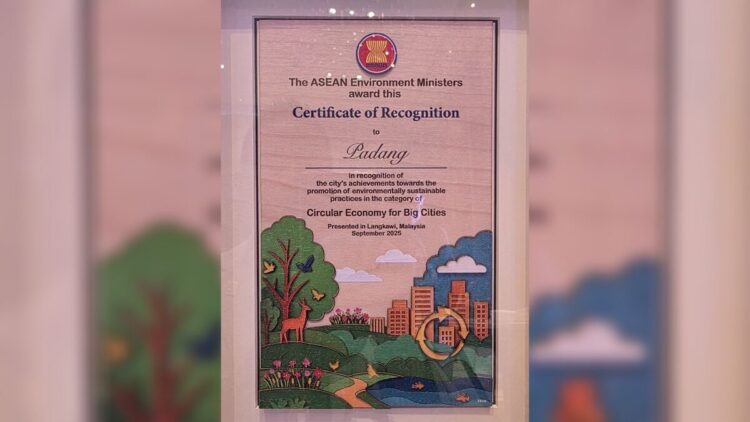 The ASEAN Environment Ministers
award this
Certificate of Recognition
to
Padang
in recognition of
the city's achievements towards the
promotion of environmentally sustainable
practices in the category of
Circular Economy for Big Cities
Presented in Langkawi, Malaysia
September 2025